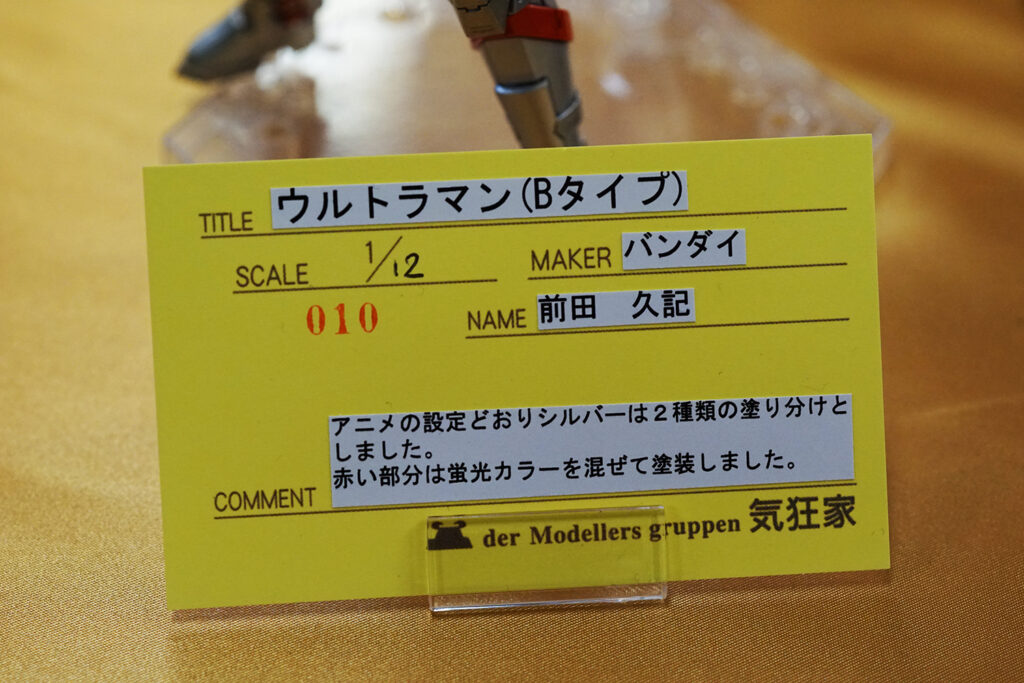 TITLE ウルトラマン(Bタイプ)
SCALE 1/12 MAKER バンダイ
010 NAME 前田 久記
アニメの設定どおりシルバーは2種類の塗り分けと
しました。
赤い部分は蛍光カラーを混ぜて塗装しました。
COMMENT
der Modellers gruppen 気狂家